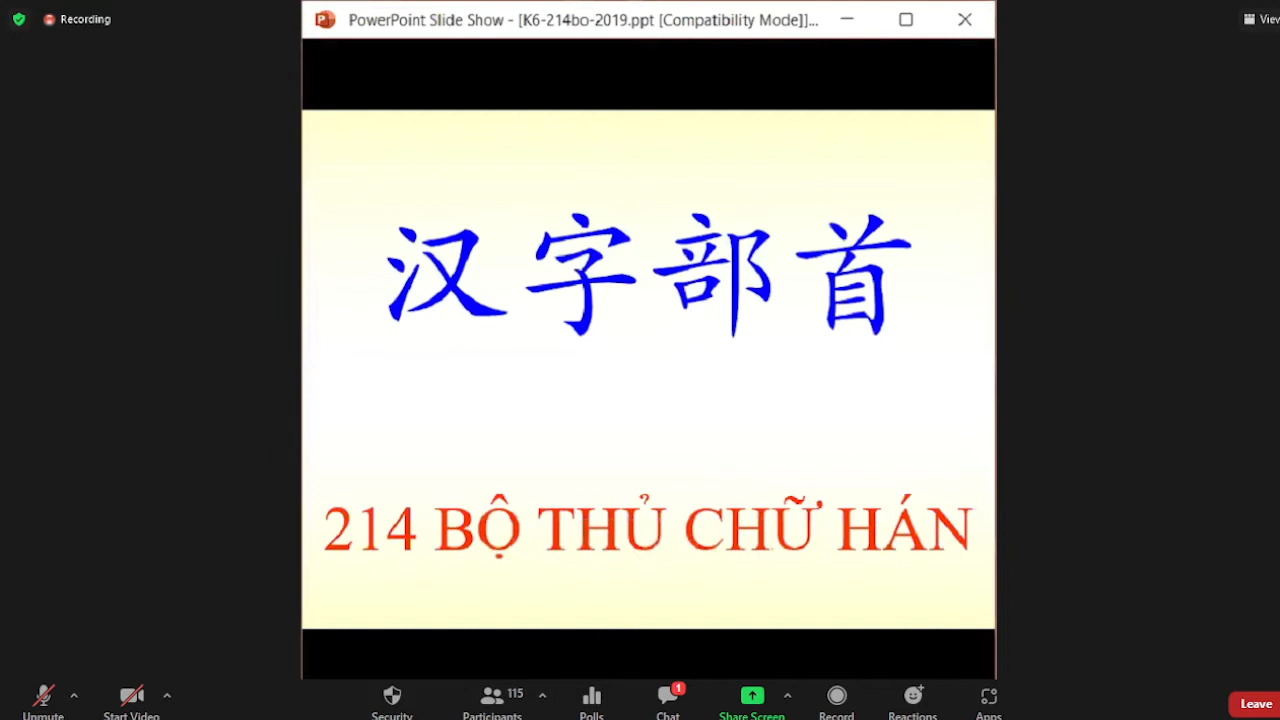 Recording
PowerPoint Slide Show - [K6-214bo-2019.ppt [Compatibility Mode]]...
View
汉字部首
214 BỘ THỦ CHỮ HÁN
115
1
Unmute
Start Video
Security
Participants
Polls
Chat
Share Screen
Record
Reactions
Apps
Leave